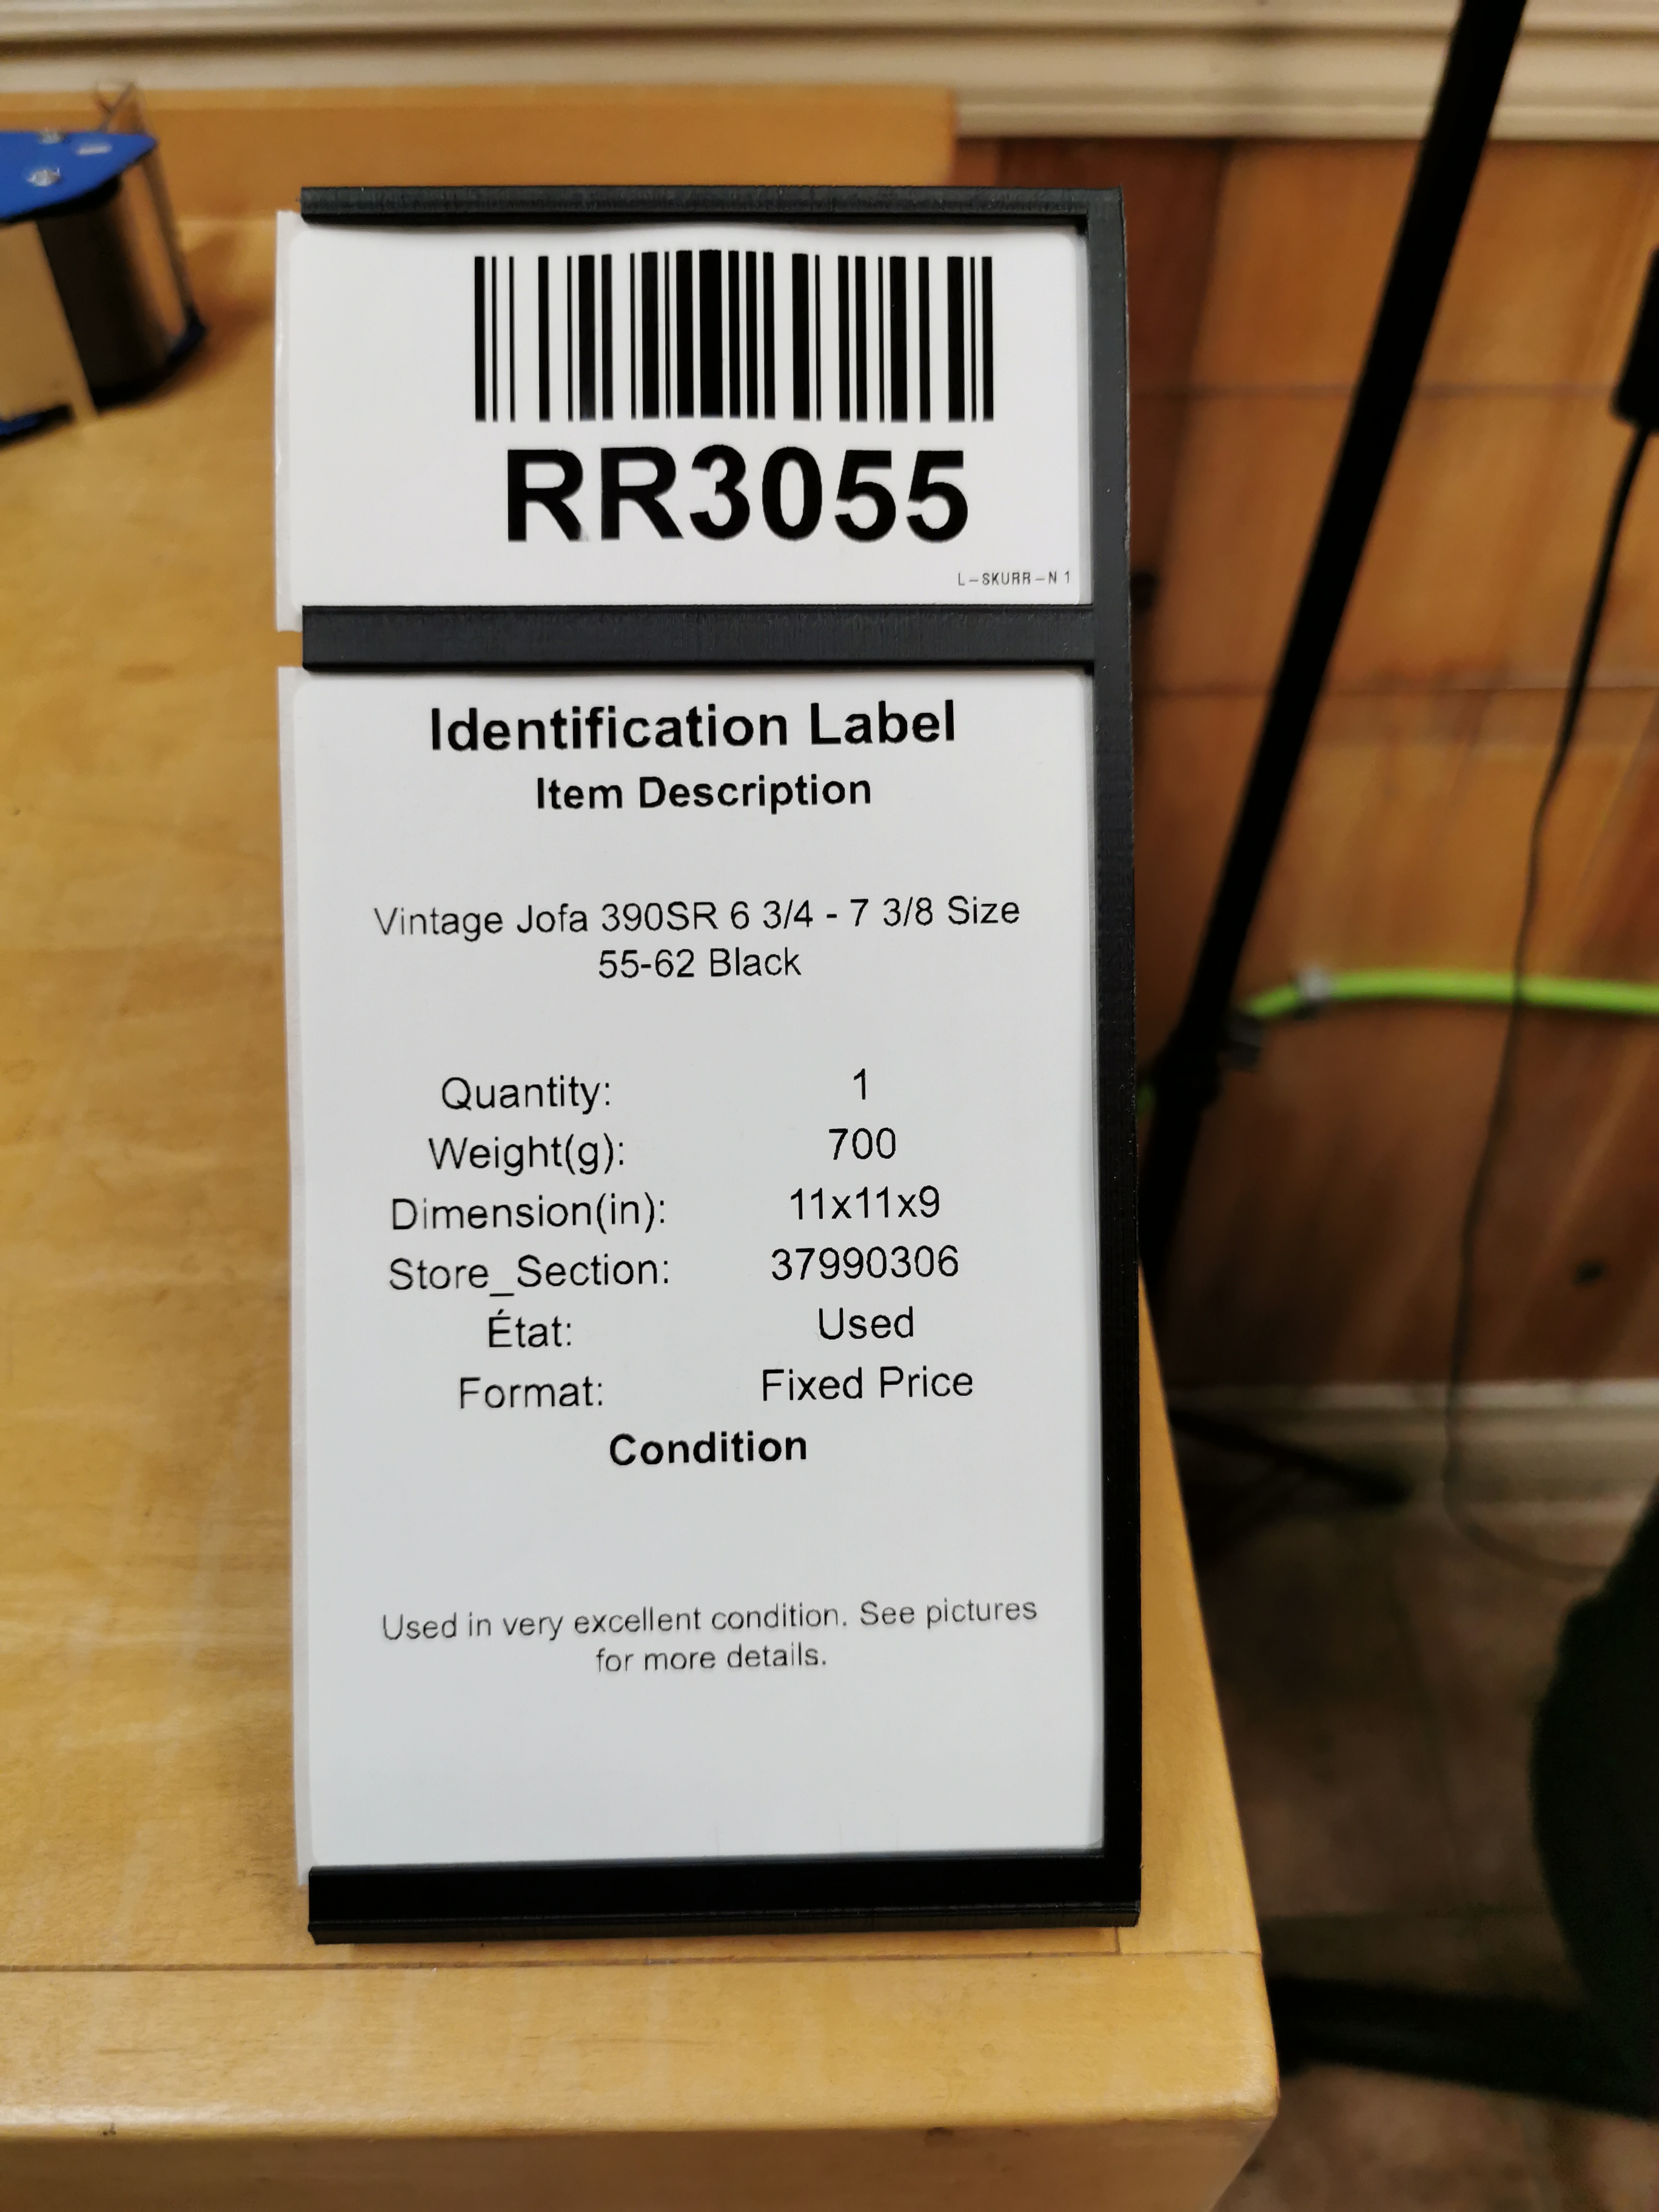 RR3055
L-SKURR-N 1
Identification Label
Item Description
Vintage Jofa 390SR 6 3/4 - 7 3/8 Size
55-62 Black
Quantity: 1
Weight(g): 700
Dimension(in): 11x11x9
Store_Section: 37990306
État: Used
Format: Fixed Price
Condition
Used in very excellent condition. See pictures
for more details.